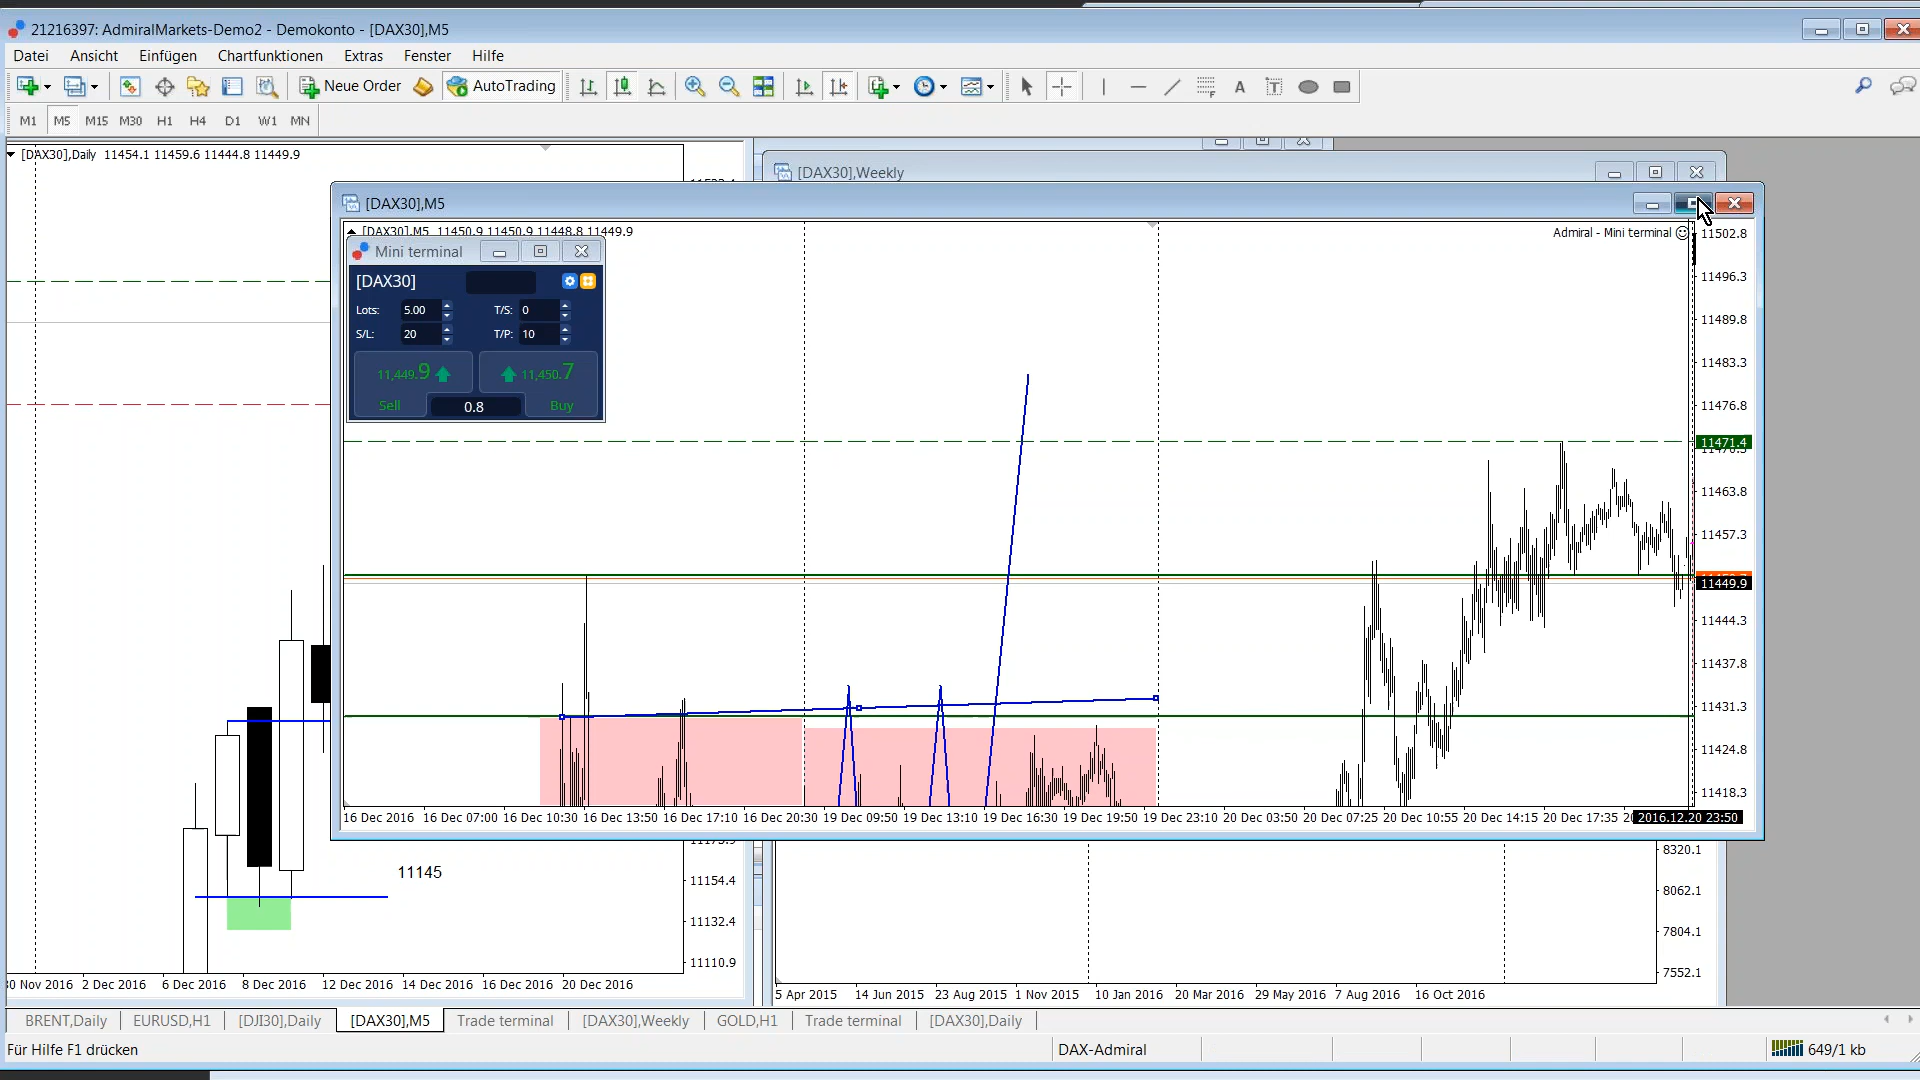 21216397: AdmiralMarkets-Demo2 - Demokonto - [DAX30],M5
Datei Ansicht Einfügen Chartfunktionen Extras Fenster Hilfe
Neue Order AutoTrading A T
M1 M5 M15 M30 H1 H4 D1 W1 MN
[DAX30],Daily 11454.1 11459.6 11444.8 11449.9
[DAX30],Weekly
[DAX30],M5
[DAX30],M5 11450.9 11450.9 11448.8 11449.9
Admiral - Mini terminal
Mini terminal
[DAX30]
Lots: 5.00 T/S: 0
S/L: 20 T/P: 10
11,449.9 11,450.7
Sell 0.8 Buy
11502.8
11496.3
11489.8
11483.3
11476.8
11471.4
11463.8
11457.3
11449.9
11444.3
11437.8
11431.3
11424.8
11418.3
16 Dec 2016 16 Dec 07:00 16 Dec 10:30 16 Dec 13:50 16 Dec 17:10 16 Dec 20:30 19 Dec 09:50 19 Dec 13:10 19 Dec 16:30 19 Dec 19:50 19 Dec 23:10 20 Dec 03:50 20 Dec 07:25 20 Dec 10:55 20 Dec 14:15 20 Dec 17:35 2016.12.20 23:50
11145
11154.4
11132.4
11110.9
8320.1
8062.1
7804.1
7552.1
30 Nov 2016 2 Dec 2016 6 Dec 2016 8 Dec 2016 12 Dec 2016 14 Dec 2016 16 Dec 2016 20 Dec 2016
5 Apr 2015 14 Jun 2015 23 Aug 2015 1 Nov 2015 10 Jan 2016 20 Mar 2016 29 May 2016 7 Aug 2016 16 Oct 2016
BRENT,Daily EURUSD,H1 [DJI30],Daily [DAX30],M5 Trade terminal [DAX30],Weekly GOLD,H1 Trade terminal [DAX30],Daily
Für Hilfe F1 drücken DAX-Admiral 649/1 kb